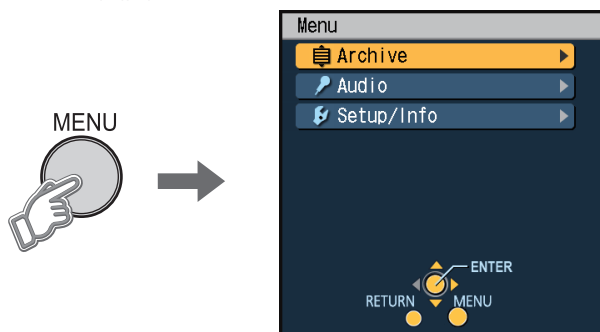 MENU
Menu
Archive
Audio
Setup/Info
ENTER
RETURN MENU